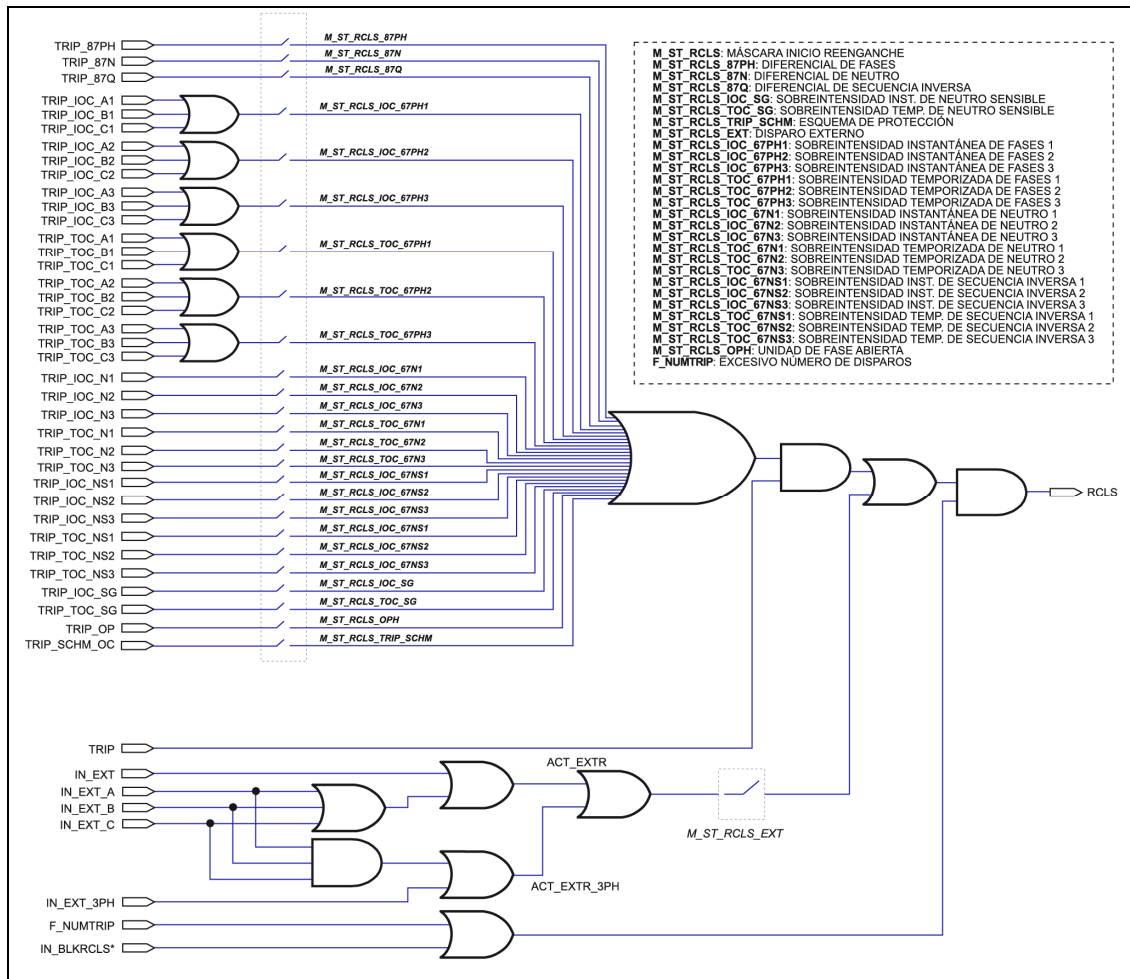 TRIP_87PH
TRIP_87N
TRIP_87Q
TRIP_IOC_A1
TRIP_IOC_B1
TRIP_IOC_C1
TRIP_IOC_A2
TRIP_IOC_B2
TRIP_IOC_C2
TRIP_IOC_A3
TRIP_IOC_B3
TRIP_IOC_C3
TRIP_TOC_A1
TRIP_TOC_B1
TRIP_TOC_C1
TRIP_TOC_A2
TRIP_TOC_B2
TRIP_TOC_C2
TRIP_TOC_A3
TRIP_TOC_B3
TRIP_TOC_C3
TRIP_IOC_N1
TRIP_IOC_N2
TRIP_IOC_N3
TRIP_TOC_N1
TRIP_TOC_N2
TRIP_TOC_N3
TRIP_IOC_NS1
TRIP_IOC_NS2
TRIP_IOC_NS3
TRIP_TOC_NS1
TRIP_TOC_NS2
TRIP_TOC_NS3
TRIP_IOC_SG
TRIP_TOC_SG
TRIP_OP
TRIP_SCHM_OC
M_ST_RCLS_87PH
M_ST_RCLS_87N
M_ST_RCLS_87Q
M_ST_RCLS_IOC_67PH1
M_ST_RCLS_IOC_67PH2
M_ST_RCLS_IOC_67PH3
M_ST_RCLS_TOC_67PH1
M_ST_RCLS_TOC_67PH2
M_ST_RCLS_TOC_67PH3
M_ST_RCLS_IOC_67N1
M_ST_RCLS_IOC_67N2
M_ST_RCLS_IOC_67N3
M_ST_RCLS_TOC_67N1
M_ST_RCLS_TOC_67N2
M_ST_RCLS_TOC_67N3
M_ST_RCLS_IOC_67NS1
M_ST_RCLS_IOC_67NS2
M_ST_RCLS_IOC_67NS3
M_ST_RCLS_IOC_67NS1
M_ST_RCLS_IOC_67NS2
M_ST_RCLS_IOC_67NS3
M_ST_RCLS_IOC_SG
M_ST_RCLS_TOC_SG
M_ST_RCLS_OPH
M_ST_RCLS_TRIP_SCHM
M_ST_RCLS: MÁSCARA INICIO REENGANCHE
M_ST_RCLS_87PH: DIFERENCIAL DE FASES
M_ST_RCLS_87N: DIFERENCIAL DE NEUTRO
M_ST_RCLS_87Q: DIFERENCIAL DE SECUENCIA INVERSA
M_ST_RCLS_IOC_SG: SOBREINTENSIDAD INST. DE NEUTRO SENSIBLE
M_ST_RCLS_TOC_SG: SOBREINTENSIDAD TEMP. DE NEUTRO SENSIBLE
M_ST_RCLS_TRIP_SCHM: ESQUEMA DE PROTECCIÓN
M_ST_RCLS_EXT: DISPARO EXTERNO
M_ST_RCLS_IOC_67PH1: SOBREINTENSIDAD INSTANTÁNEA DE FASES 1
M_ST_RCLS_IOC_67PH2: SOBREINTENSIDAD INSTANTÁNEA DE FASES 2
M_ST_RCLS_IOC_67PH3: SOBREINTENSIDAD INSTANTÁNEA DE FASES 3
M_ST_RCLS_TOC_67PH1: SOBREINTENSIDAD TEMPORIZADA DE FASES 1
M_ST_RCLS_TOC_67PH2: SOBREINTENSIDAD TEMPORIZADA DE FASES 2
M_ST_RCLS_TOC_67PH3: SOBREINTENSIDAD TEMPORIZADA DE FASES 3
M_ST_RCLS_IOC_67N1: SOBREINTENSIDAD INSTANTÁNEA DE NEUTRO 1
M_ST_RCLS_IOC_67N2: SOBREINTENSIDAD INSTANTÁNEA DE NEUTRO 2
M_ST_RCLS_IOC_67N3: SOBREINTENSIDAD INSTANTÁNEA DE NEUTRO 3
M_ST_RCLS_TOC_67N1: SOBREINTENSIDAD TEMPORIZADA DE NEUTRO 1
M_ST_RCLS_TOC_67N2: SOBREINTENSIDAD TEMPORIZADA DE NEUTRO 2
M_ST_RCLS_TOC_67N3: SOBREINTENSIDAD TEMPORIZADA DE NEUTRO 3
M_ST_RCLS_IOC_67NS1: SOBREINTENSIDAD INST. DE SECUENCIA INVERSA 1
M_ST_RCLS_IOC_67NS2: SOBREINTENSIDAD INST. DE SECUENCIA INVERSA 2
M_ST_RCLS_IOC_67NS3: SOBREINTENSIDAD INST. DE SECUENCIA INVERSA 3
M_ST_RCLS_TOC_67NS1: SOBREINTENSIDAD TEMP. DE SECUENCIA INVERSA 1
M_ST_RCLS_TOC_67NS2: SOBREINTENSIDAD TEMP. DE SECUENCIA INVERSA 2
M_ST_RCLS_TOC_67NS3: SOBREINTENSIDAD TEMP. DE SECUENCIA INVERSA 3
M_ST_RCLS_OPH: UNIDAD DE FASE ABIERTA
F_NUMTRIP: EXCESIVO NÚMERO DE DISPAROS
RCLS
TRIP
IN_EXT
IN_EXT_A
IN_EXT_B
IN_EXT_C
ACT_EXTR
M_ST_RCLS_EXT
ACT_EXTR_3PH
IN_EXT_3PH
F_NUMTRIP
IN_BLKRCLS*